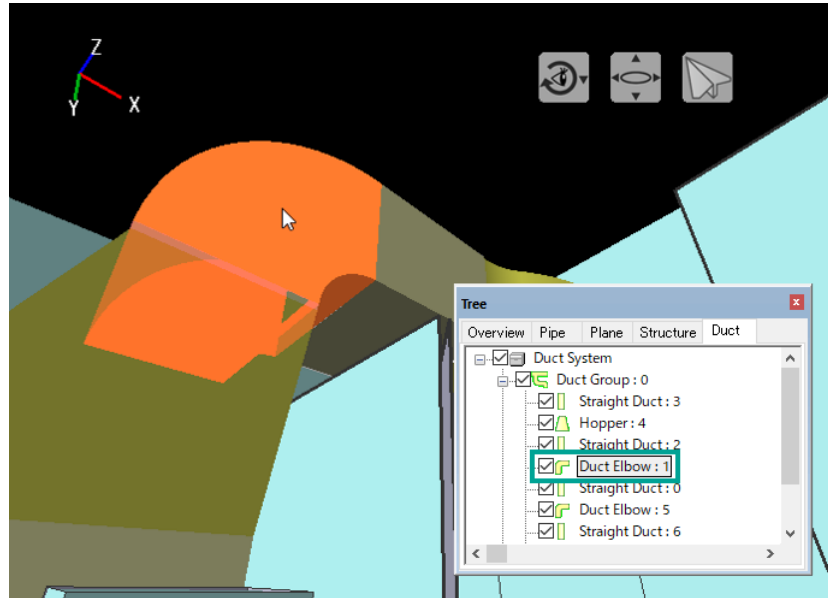 Z
Y
X
Tree
Overview Pipe Plane Structure Duct
Duct System
Duct Group : 0
Straight Duct : 3
Hopper : 4
Straight Duct : 2
Duct Elbow : 1
Straight Duct : 0
Duct Elbow : 5
Straight Duct : 6